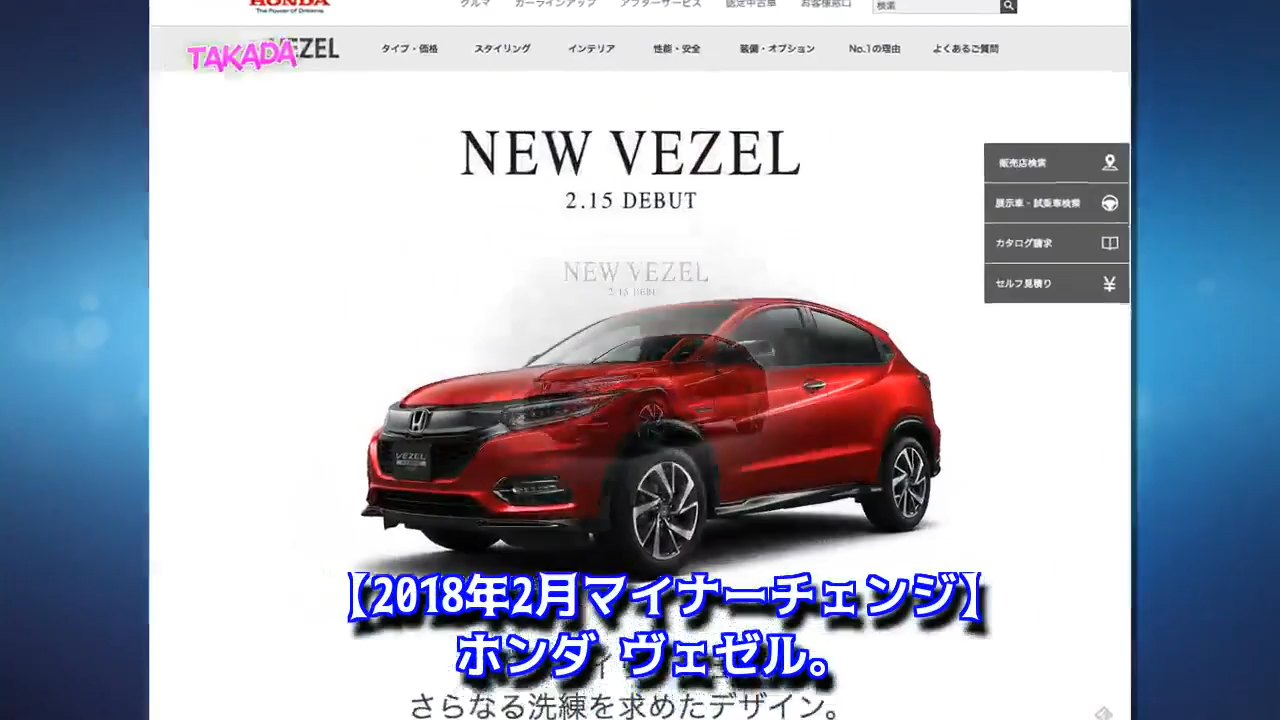 HONDA
The Power of Dreams
クルマ
カーラインアップ
アフターサービス
認定中古車
お客様窓口
検索
TAKADA
VEZEL
タイプ・価格
スタイリング
インテリア
性能・安全
装備・オプション
No.1の理由
よくあるご質問
NEW VEZEL
2.15 DEBUT
販売店検索
展示車・試乗車検索
カタログ請求
セルフ見積り
NEW VEZEL
2.15 DEBU
VEZEL
【2018年2月マイナーチェンジ】
ホンダ ヴェゼル。
さらなる洗練を求めたデザイン。